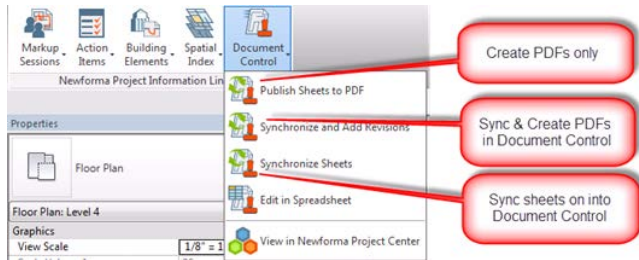 Markup Action Building Spatial Document
Sessions Items Elements Index Control
Newforma Project Information Lin
Create PDFs only
Publish Sheets to PDF
Properties
Synchronize and Add Revisions
Sync & Create PDFs
in Document Control
Floor Plan
Synchronize Sheets
Edit in Spreadsheet
Sync sheets on into
Document Control
Floor Plan: Level 4
Graphics
View Scale
1/8" = 1
View in Newforma Project Center